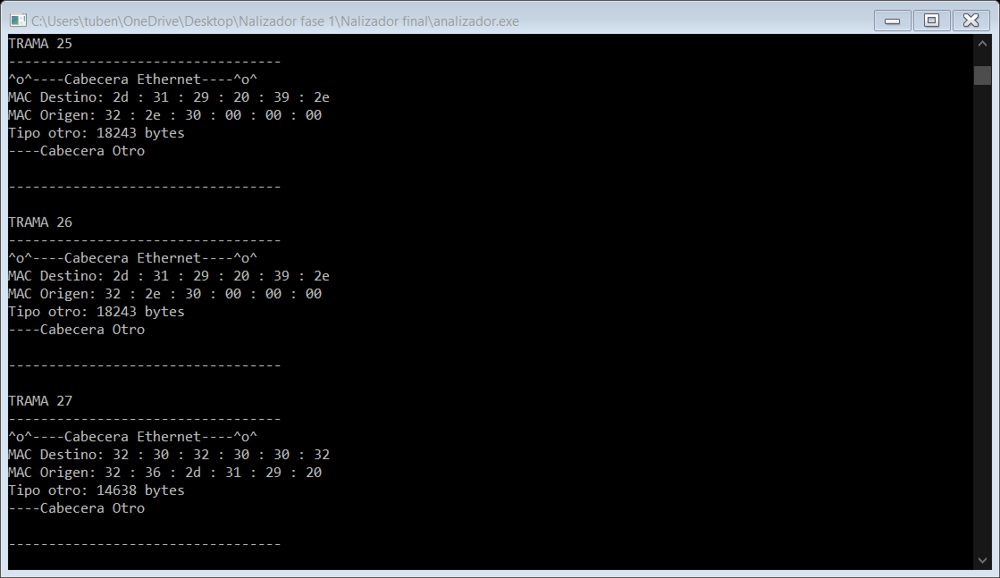 C:\Users\tuben\OneDrive\Desktop\Nalizador fase 1\Nalizador final\analizador.exe
TRAMA 25
----------------------------------
^o^----Cabecera Ethernet----^o^
MAC Destino: 2d : 31 : 29 : 20 : 39 : 2e
MAC Origen: 32 : 2e : 30 : 00 : 00 : 00
Tipo otro: 18243 bytes
----Cabecera Otro
----------------------------------
TRAMA 26
----------------------------------
^o^----Cabecera Ethernet----^o^
MAC Destino: 2d : 31 : 29 : 20 : 39 : 2e
MAC Origen: 32 : 2e : 30 : 00 : 00 : 00
Tipo otro: 18243 bytes
----Cabecera Otro
----------------------------------
TRAMA 27
----------------------------------
^o^----Cabecera Ethernet----^o^
MAC Destino: 32 : 30 : 32 : 30 : 30 : 32
MAC Origen: 32 : 36 : 2d : 31 : 29 : 20
Tipo otro: 14638 bytes
----Cabecera Otro
----------------------------------